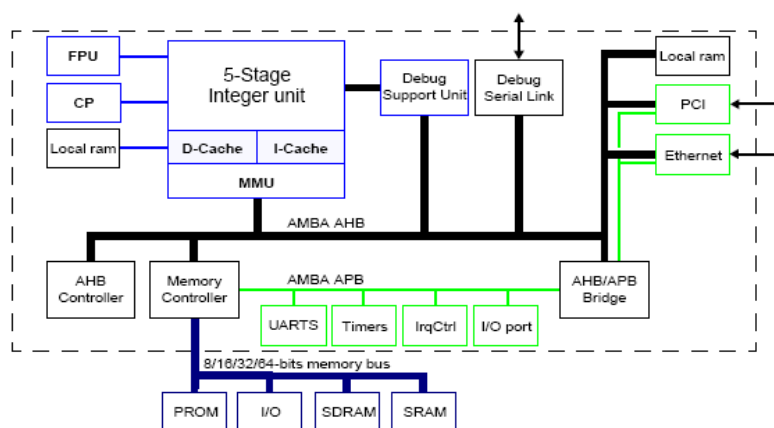 FPU
5-Stage
Integer unit
Debug
Support Unit
Debug
Serial Link
Local ram
CP
PCI
Local ram
D-Cache
I-Cache
Ethernet
MMU
AMBA AHB
AHB
Controller
Memory
Controller
AMBA APB
AHB/APB
Bridge
UARTS
Timers
IrqCtrl
I/O port
8/16/32/64-bits memory bus
PROM
I/O
SDRAM
SRAM